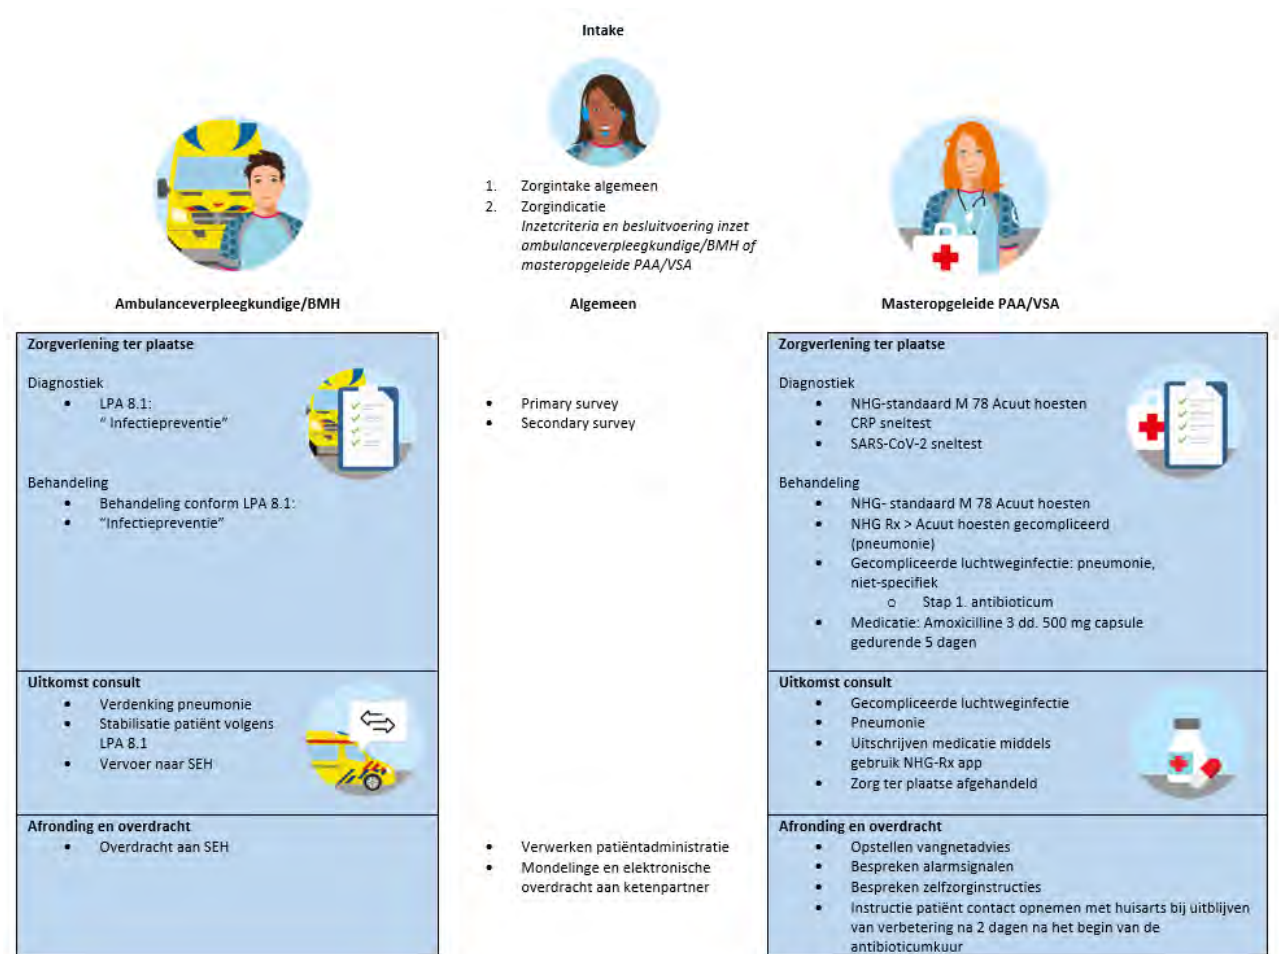 Intake
1. Zorgintake algemeen
2. Zorgindicatie
Inzetcriteria en besluitvoering inzet
ambulanceverpleegkundige/BMH of
masteropgeleide PAA/VSA
Ambulanceverpleegkundige/BMH
Algemeen
Masteropgeleide PAA/VSA
Zorgverlening ter plaatse
Diagnostiek
• LPA 8.1:
" Infectiepreventie"
Behandeling
• Behandeling conform LPA 8.1:
• "Infectiepreventie"
• Primary survey
• Secondary survey
Zorgverlening ter plaatse
Diagnostiek
• NHG-standaard M 78 Acuut hoesten
• CRP sneltest
• SARS-CoV-2 sneltest
Behandeling
• NHG- standaard M 78 Acuut hoesten
• NHG Rx > Acuut hoesten gecompliceerd
(pneumonie)
• Gecompliceerde luchtweginfectie: pneumonie,
niet-specifiek
o Stap 1. antibioticum
• Medicatie: Amoxicilline 3 dd. 500 mg capsule
gedurende 5 dagen
Uitkomst consult
• Verdenking pneumonie
• Stabilisatie patiënt volgens
LPA 8.1
• Vervoer naar SEH
Uitkomst consult
• Gecompliceerde luchtweginfectie
• Pneumonie
• Uitschrijven medicatie middels
gebruik NHG-Rx app
• Zorg ter plaatse afgehandeld
Afronding en overdracht
• Overdracht aan SEH
• Verwerken patiëntadministratie
• Mondelinge en elektronische
overdracht aan ketenpartner
Afronding en overdracht
• Opstellen vangnetadvies
• Bespreken alarmsignalen
• Bespreken zelfzorginstructies
• Instructie patiënt contact opnemen met huisarts bij uitblijven
van verbetering na 2 dagen na het begin van de
antibioticumkuur